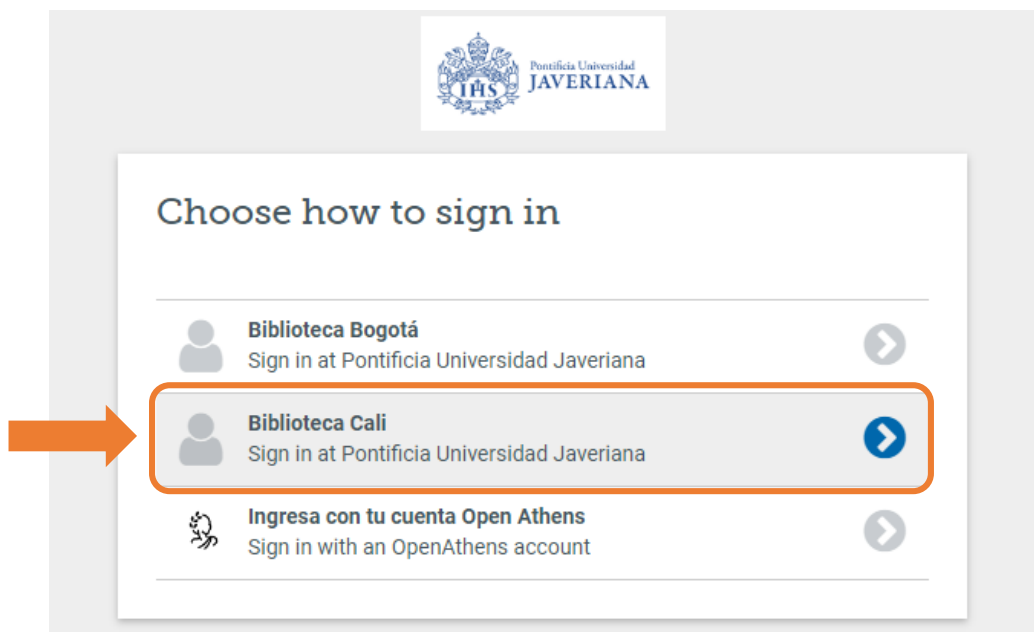 Pontificia Universidad
JAVERIANA
IHS
Choose how to sign in
Biblioteca Bogotá
Sign in at Pontificia Universidad Javeriana
Biblioteca Cali
Sign in at Pontificia Universidad Javeriana
Ingresa con tu cuenta Open Athens
Sign in with an OpenAthens account